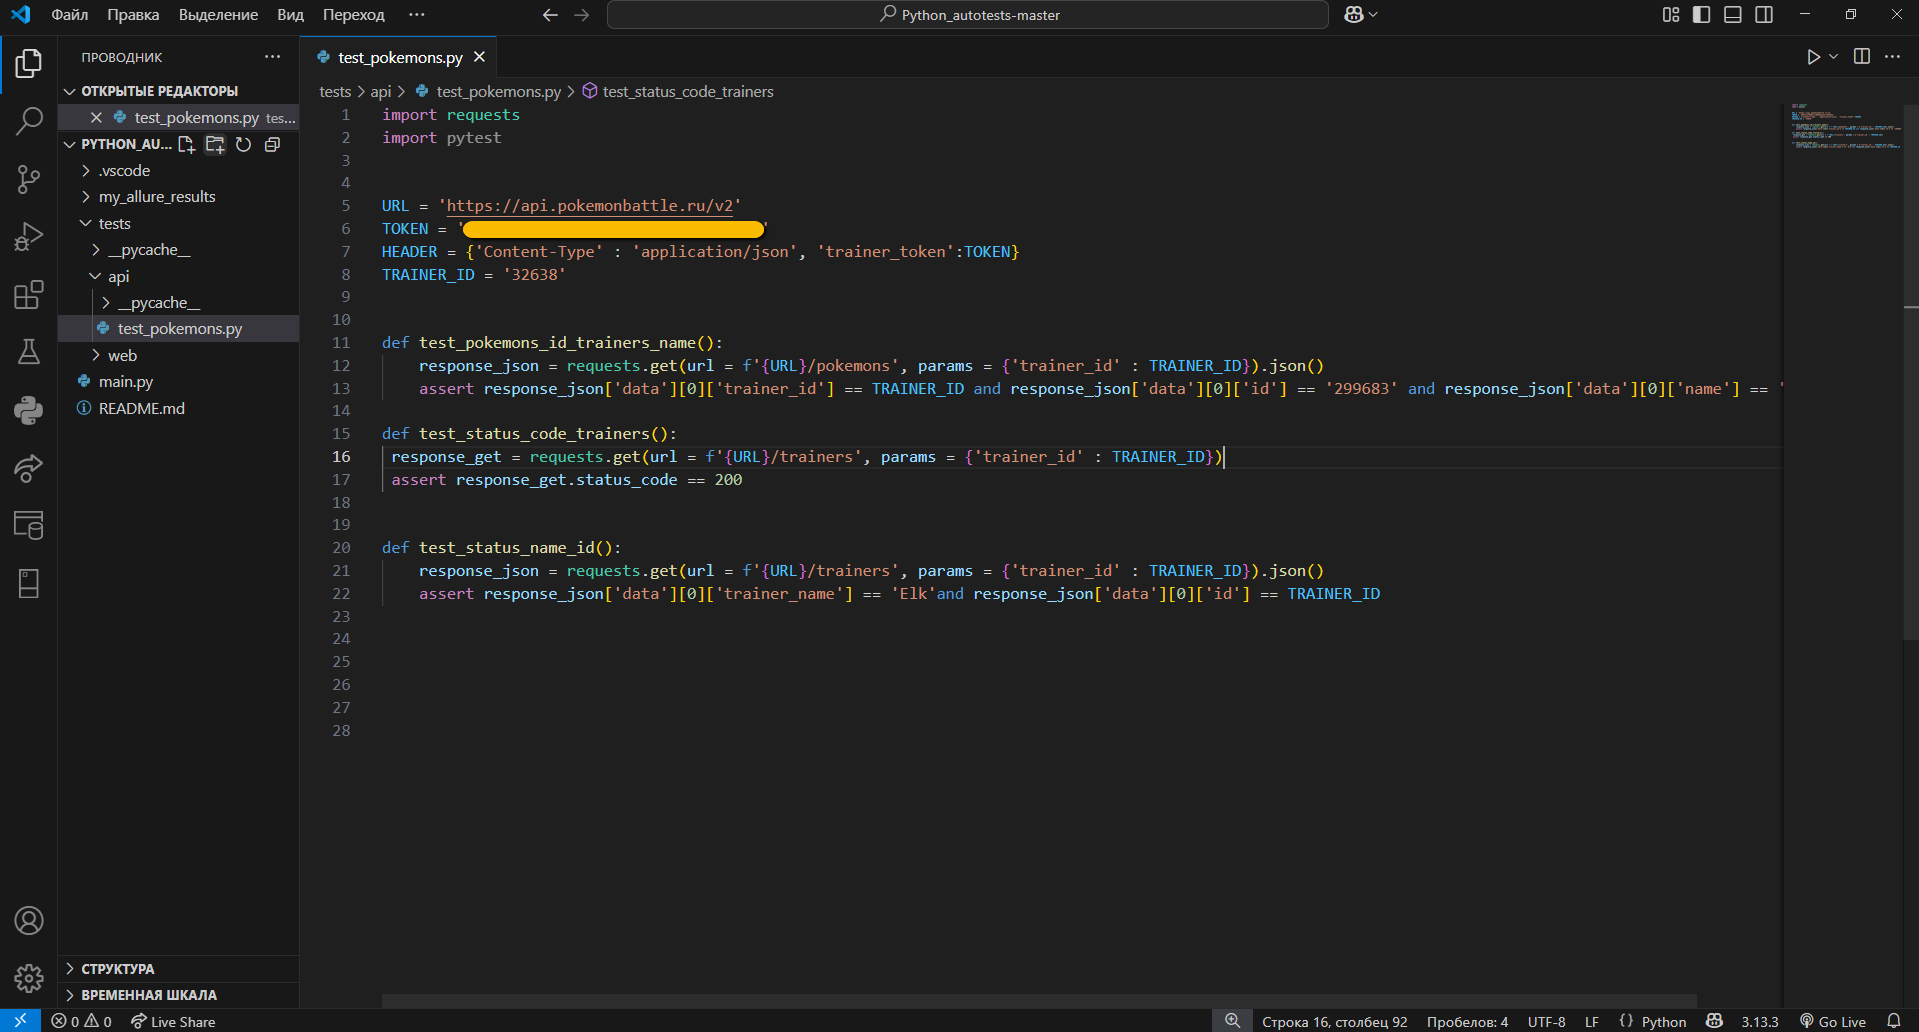 Файл Правка Выделение Вид Переход ···
Python_autotests-master
ПРОВОДНИК
ОТКРЫТЫЕ РЕДАКТОРЫ
test_pokemons.py tes...
PYTHON_AU...
.vscode
my_allure_results
tests
__pycache__
api
__pycache__
test_pokemons.py
web
main.py
README.md
СТРУКТУРА
ВРЕМЕННАЯ ШКАЛА
test_pokemons.py
tests > api > test_pokemons.py > test_status_code_trainers
1 import requests
2 import pytest
3
4
5 URL = 'https://api.pokemonbattle.ru/v2'
6 TOKEN = ' '
7 HEADER = {'Content-Type' : 'application/json', 'trainer_token':TOKEN}
8 TRAINER_ID = '32638'
9
10
11 def test_pokemons_id_trainers_name():
12 response_json = requests.get(url = f'{URL}/pokemons', params = {'trainer_id' : TRAINER_ID}).json()
13 assert response_json['data'][0]['trainer_id'] == TRAINER_ID and response_json['data'][0]['id'] == '299683' and response_json['data'][0]['name'] == '
14
15 def test_status_code_trainers():
16 response_get = requests.get(url = f'{URL}/trainers', params = {'trainer_id' : TRAINER_ID})
17 assert response_get.status_code == 200
18
19
20 def test_status_name_id():
21 response_json = requests.get(url = f'{URL}/trainers', params = {'trainer_id' : TRAINER_ID}).json()
22 assert response_json['data'][0]['trainer_name'] == 'Elk'and response_json['data'][0]['id'] == TRAINER_ID
23
24
25
26
27
28
0 0 Live Share
Строка 16, столбец 92 Пробелов: 4 UTF-8 LF {} Python 3.13.3 Go Live